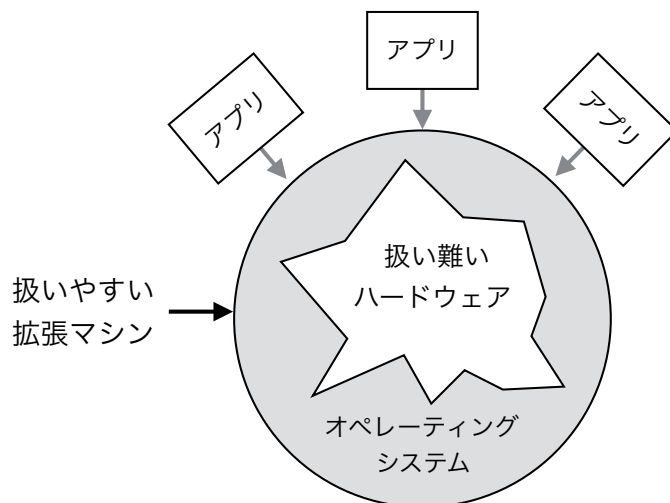 アプリ
アプリ
アプリ
扱い難い
ハードウェア
扱いやすい
拡張マシン
オペレーティング
システム